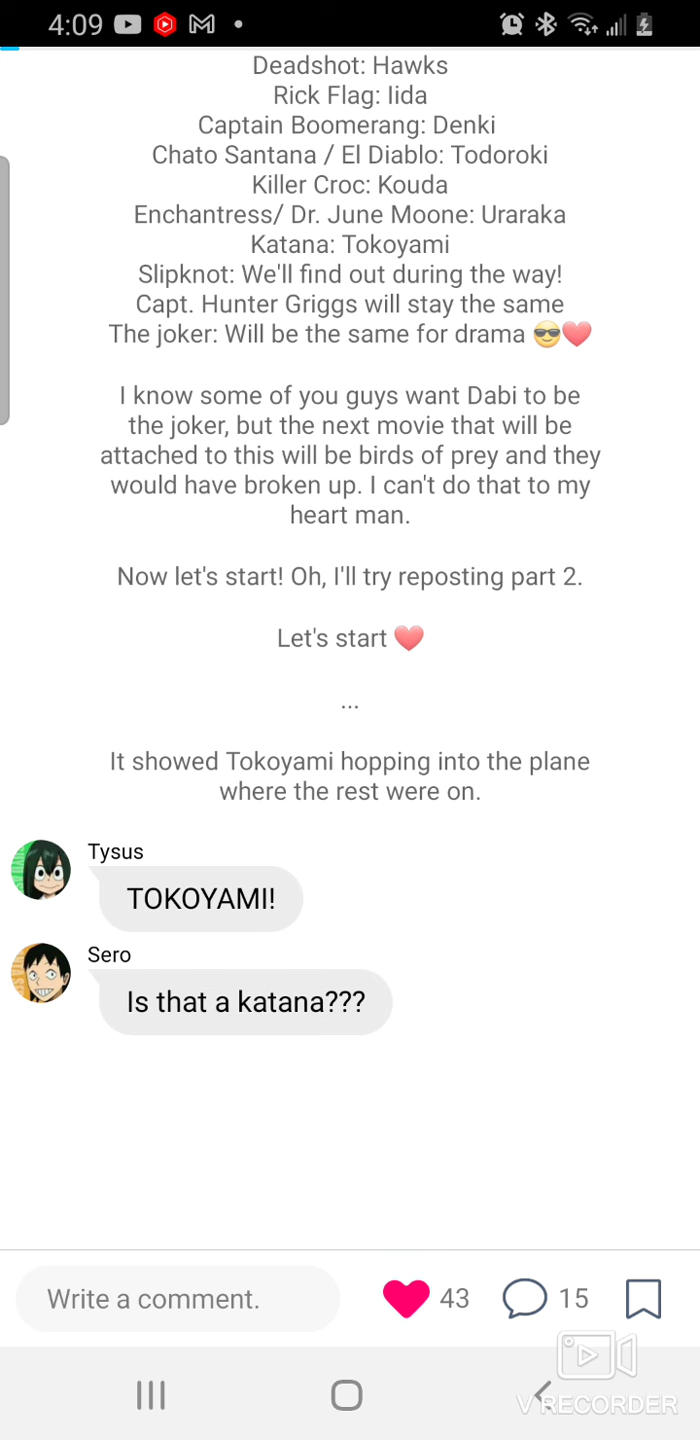 4:09
Deadshot: Hawks
Rick Flag: Iida
Captain Boomerang: Denki
Chato Santana / El Diablo: Todoroki
Killer Croc: Kouda
Enchantress/ Dr. June Moone: Uraraka
Katana: Tokoyami
Slipknot: We'll find out during the way!
Capt. Hunter Griggs will stay the same
The joker: Will be the same for drama 😎❤️
I know some of you guys want Dabi to be
the joker, but the next movie that will be
attached to this will be birds of prey and they
would have broken up. I can't do that to my
heart man.
Now let's start! Oh, I'll try reposting part 2.
Let's start ❤️
...
It showed Tokoyami hopping into the plane
where the rest were on.
Tysus
TOKOYAMI!
Sero
Is that a katana???
Write a comment.
43
15
V RECORDER